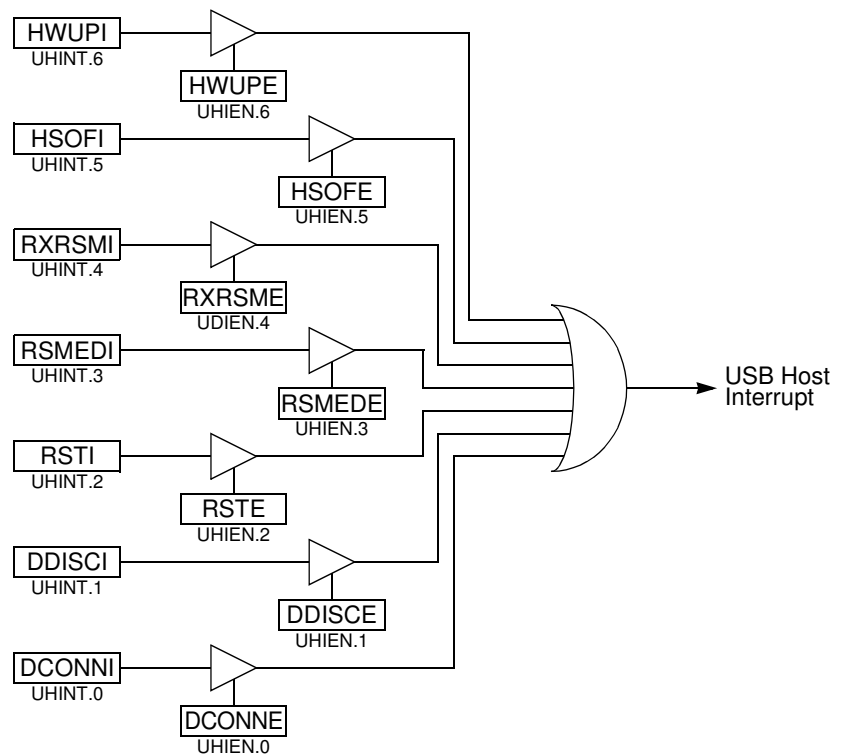 HWUPI
UHINT.6
HWUPE
UHIEN.6
HSOFI
UHINT.5
HSOFE
UHIEN.5
RXRSMI
UHINT.4
RXRSME
UDIEN.4
RSMEDI
UHINT.3
RSMEDE
UHIEN.3
USB Host
Interrupt
RSTI
UHINT.2
RSTE
UHIEN.2
DDISCI
UHINT.1
DDISCE
UHIEN.1
DCONNI
UHINT.0
DCONNE
UHIEN.0